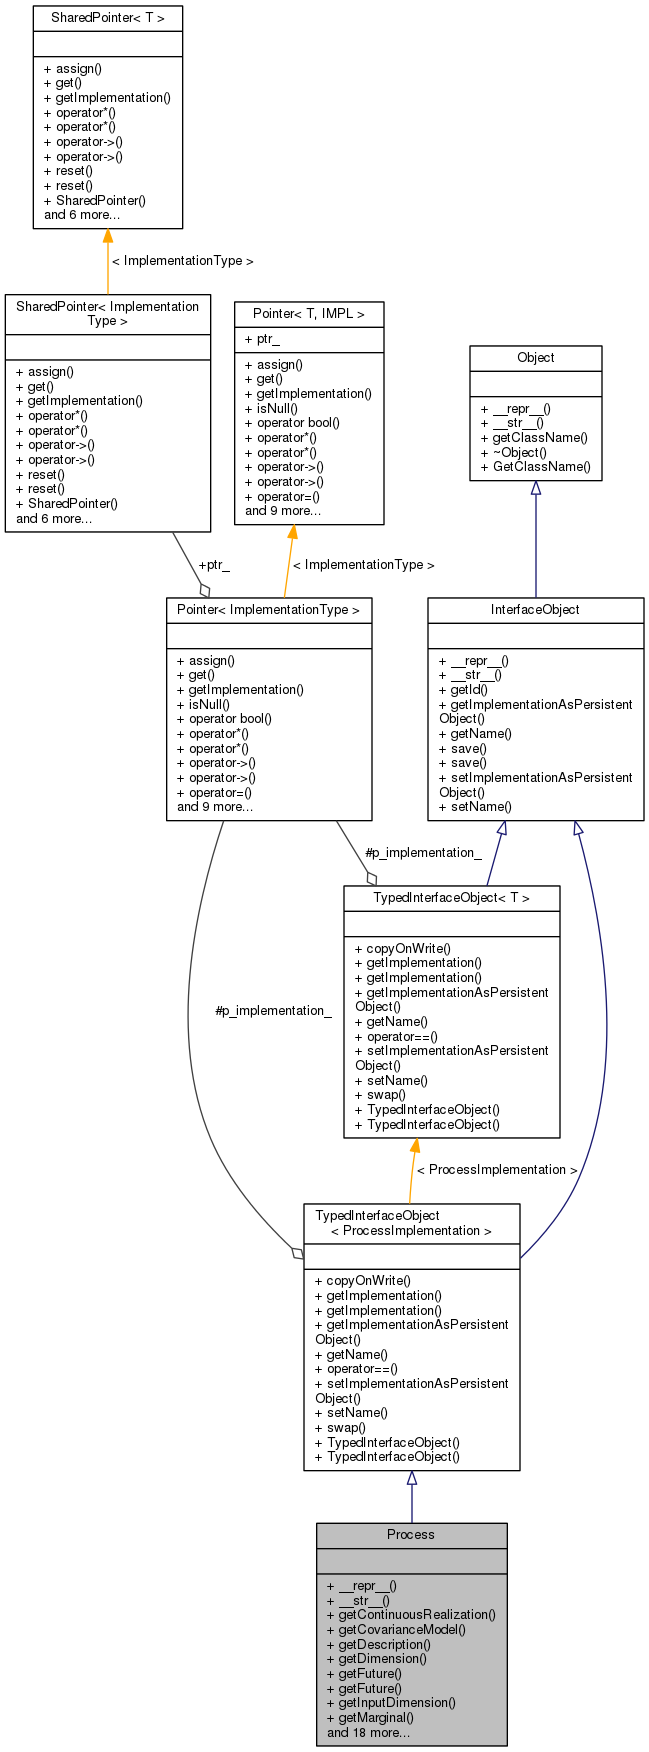 SharedPointer< T >
+ assign()
+ get()
+ getImplementation()
+ operator*()
+ operator*()
+ operator->()
+ operator->()
+ reset()
+ reset()
+ SharedPointer()
and 6 more...
< ImplementationType >
SharedPointer< Implementation
Type >
+ assign()
+ get()
+ getImplementation()
+ operator*()
+ operator*()
+ operator->()
+ operator->()
+ reset()
+ reset()
+ SharedPointer()
and 6 more...
Pointer< T, IMPL >
+ ptr_
+ assign()
+ get()
+ getImplementation()
+ isNull()
+ operator bool()
+ operator*()
+ operator*()
+ operator->()
+ operator->()
+ operator=()
and 9 more...
Object
+ __repr__()
+ __str__()
+ getClassName()
+ ~Object()
+ GetClassName()
+ptr_
< ImplementationType >
Pointer< ImplementationType >
+ assign()
+ get()
+ getImplementation()
+ isNull()
+ operator bool()
+ operator*()
+ operator*()
+ operator->()
+ operator->()
+ operator=()
and 9 more...
InterfaceObject
+ __repr__()
+ __str__()
+ getId()
+ getImplementationAsPersistent
Object()
+ getName()
+ save()
+ save()
+ setImplementationAsPersistent
Object()
+ setName()
#p_implementation_
TypedInterfaceObject< T >
+ copyOnWrite()
+ getImplementation()
+ getImplementation()
+ getImplementationAsPersistent
Object()
+ getName()
+ operator==()
+ setImplementationAsPersistent
Object()
+ setName()
+ swap()
+ TypedInterfaceObject()
+ TypedInterfaceObject()
#p_implementation_
< ProcessImplementation >
TypedInterfaceObject
< ProcessImplementation >
+ copyOnWrite()
+ getImplementation()
+ getImplementation()
+ getImplementationAsPersistent
Object()
+ getName()
+ operator==()
+ setImplementationAsPersistent
Object()
+ setName()
+ swap()
+ TypedInterfaceObject()
+ TypedInterfaceObject()
Process
+ __repr__()
+ __str__()
+ getContinuousRealization()
+ getCovarianceModel()
+ getDescription()
+ getDimension()
+ getFuture()
+ getFuture()
+ getInputDimension()
+ getMarginal()
and 18 more...